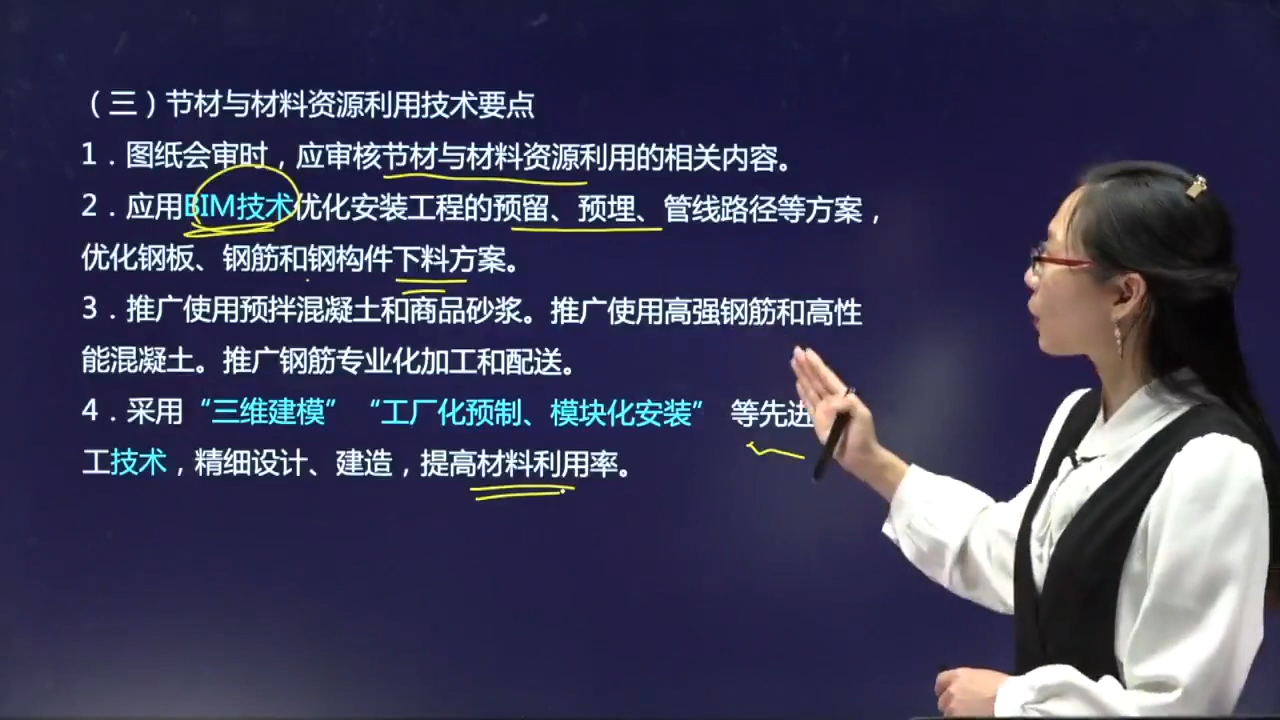 （三）节材与材料资源利用技术要点
1．图纸会审时，应审核节材与材料资源利用的相关内容。
2．应用BIM技术优化安装工程的预留、预埋、管线路径等方案，
优化钢板、钢筋和钢构件下料方案。
3．推广使用预拌混凝土和商品砂浆。推广使用高强钢筋和高性
能混凝土。推广钢筋专业化加工和配送。
4．采用“三维建模”“工厂化预制、模块化安装” 等先进
工技术，精细设计、建造，提高材料利用率。